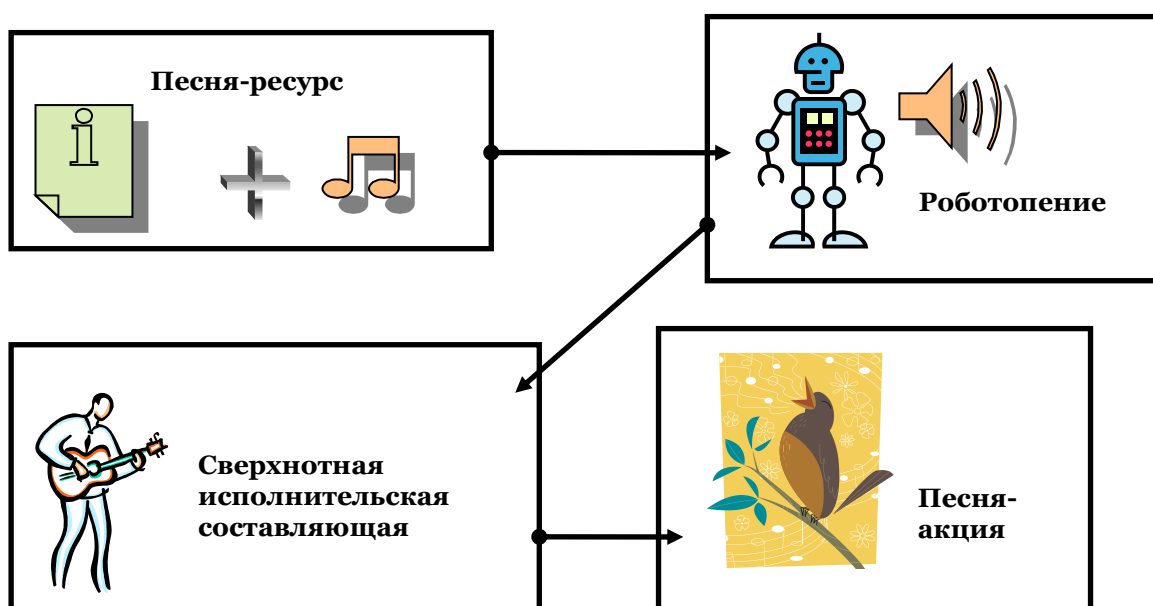 Песня-ресурс
i
Роботопение
Сверхнотная
исполнительская
составляющая
Песня-
акция